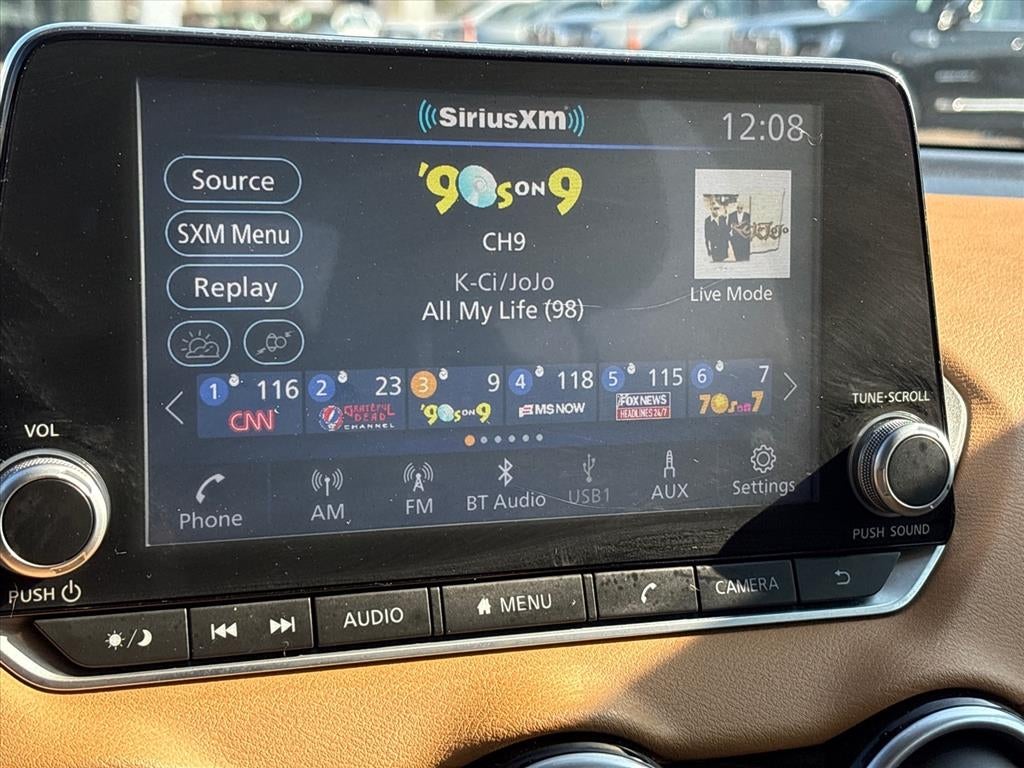 SiriusXm
12:08
Source
'90s ON 9
SXM Menu
CH9
Replay
K-Ci/JoJo
All My Life (98)
Live Mode
1 116
CNN
2 23
GRATEFUL DEAD CHANNEL
3 9
'90s ON 9
4 118
MS NOW
5 115
FOX NEWS
HEADLINES 24/7
6 7
70s on 7
Phone
AM
FM
BT Audio
USB1
AUX
Settings
VOL
PUSH
TUNE·SCROLL
PUSH SOUND
AUDIO
MENU
CAMERA